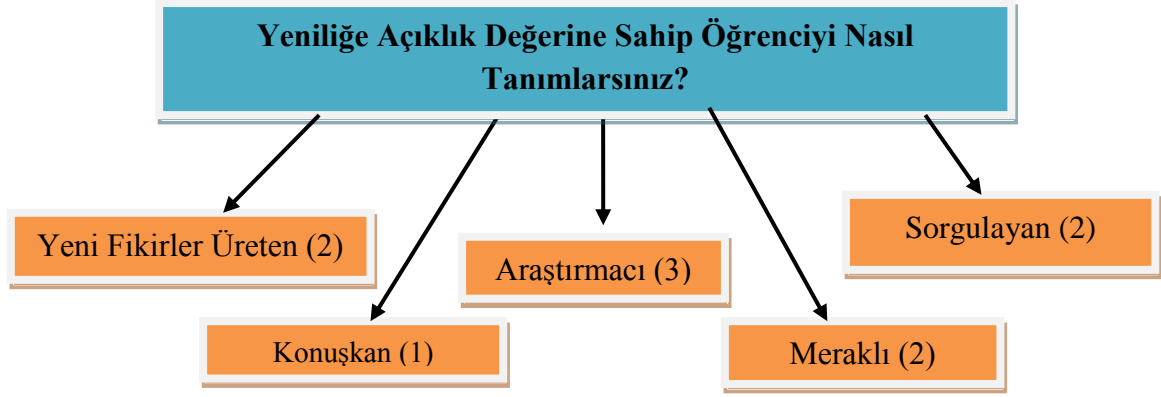 Yeniliğe Açıklık Değerine Sahip Öğrenciyi Nasıl
Tanımlarsınız?
Yeni Fikirler Üreten (2)
Konuşkan (1)
Araştırmacı (3)
Meraklı (2)
Sorgulayan (2)